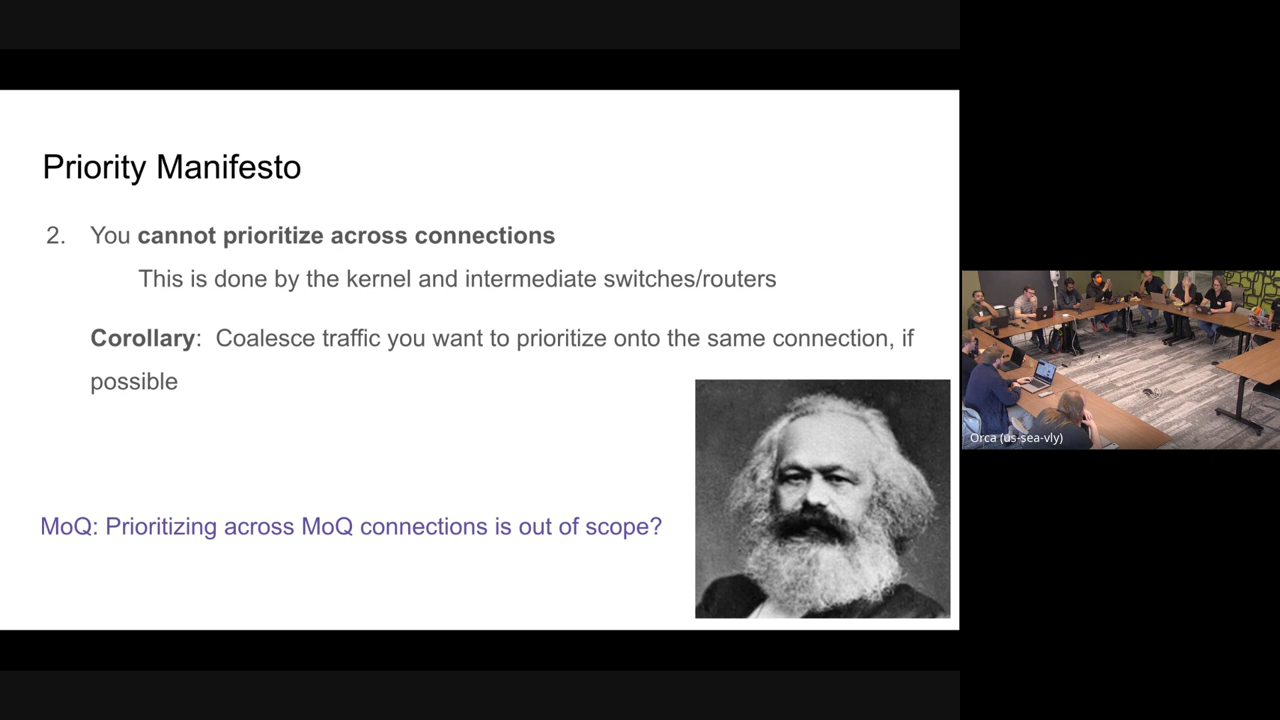 Priority Manifesto
2. You cannot prioritize across connections
This is done by the kernel and intermediate switches/routers
Corollary: Coalesce traffic you want to prioritize onto the same connection, if
possible
MoQ: Prioritizing across MoQ connections is out of scope?
Orca (us-sea-vly)